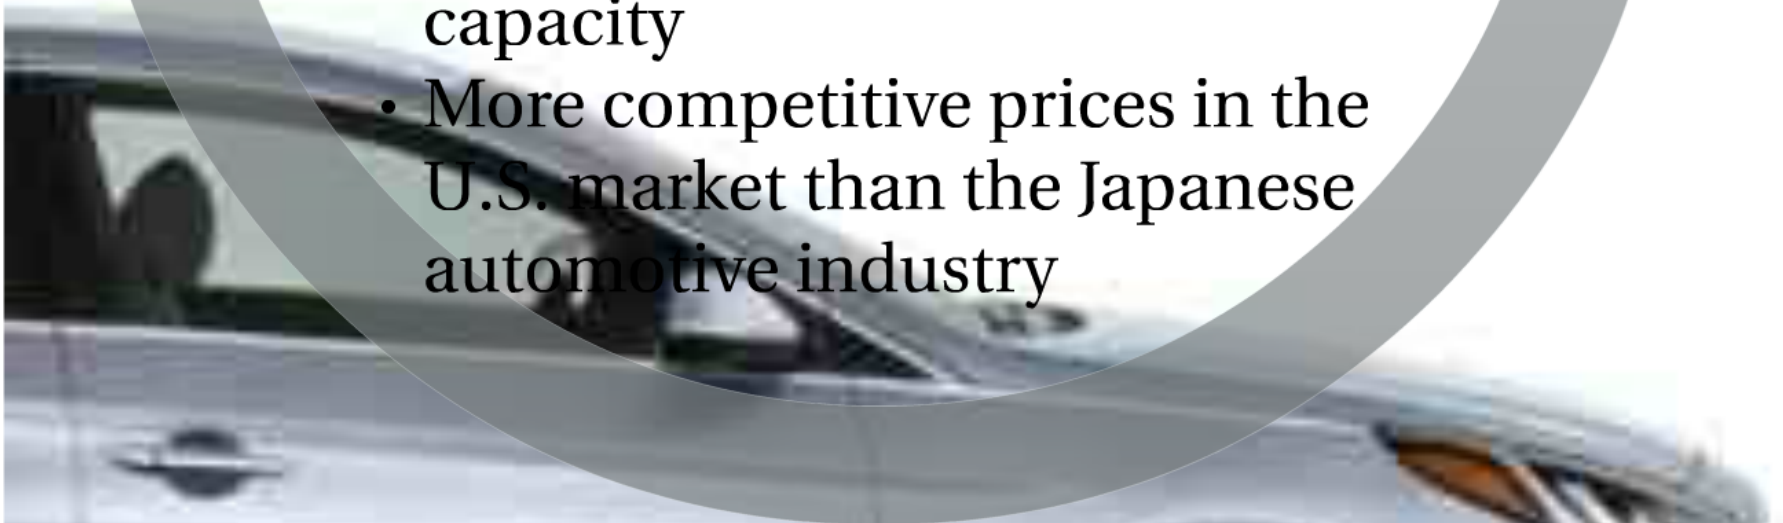 capacity
• More competitive prices in the
U.S. market than the Japanese
automotive industry